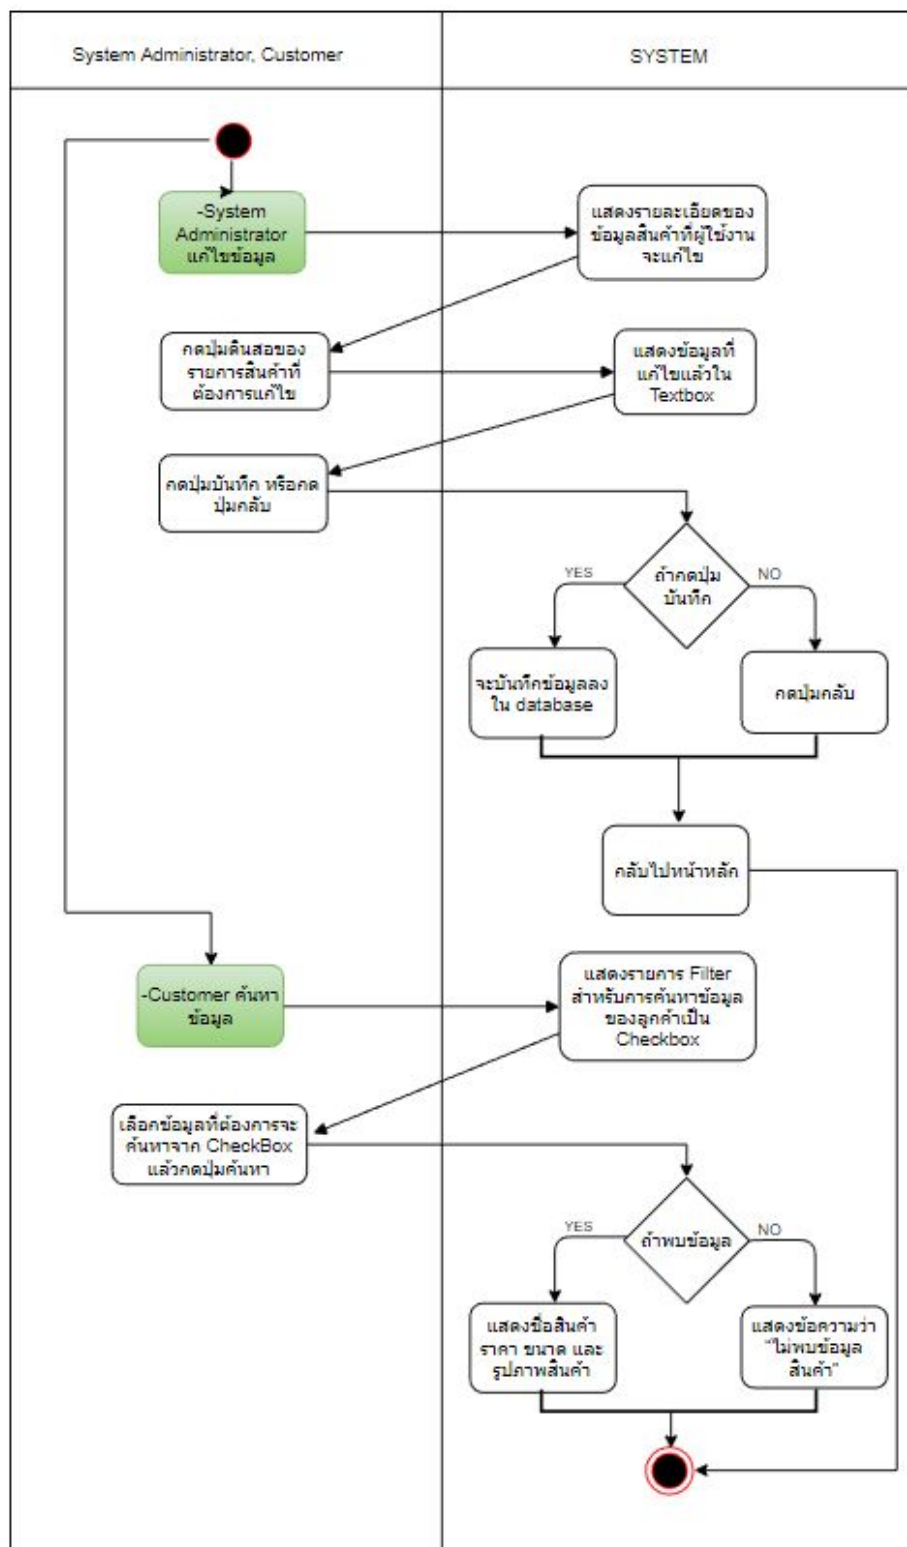 System Administrator, Customer
SYSTEM
-System
Administrator
แก้ไขข้อมูล
แสดงรายละเอียดของ
ข้อมูลสินค้าที่ผู้ใช้งาน
จะแก้ไข
กดปุ่มดินสอของ
รายการสินค้าที่
ต้องการแก้ไข
แสดงข้อมูลที่
แก้ไขแล้วใน
Textbox
กดปุ่มบันทึก หรือกด
ปุ่มกลับ
YES
ถ้ากดปุ่ม
บันทึก
NO
จะบันทึกข้อมูลลง
ใน database
กดปุ่มกลับ
กลับไปหน้าหลัก
-Customer ค้นหา
ข้อมูล
แสดงรายการ Filter
สำหรับการค้นหาข้อมูล
ของลูกค้าเป็น
Checkbox
เลือกข้อมูลที่ต้องการจะ
ค้นหาจาก CheckBox
แล้วกดปุ่มค้นหา
YES
ถ้าพบข้อมูล
NO
แสดงชื่อสินค้า
ราคา ขนาด และ
รูปภาพสินค้า
แสดงข้อความว่า
"ไม่พบข้อมูล
สินค้า"